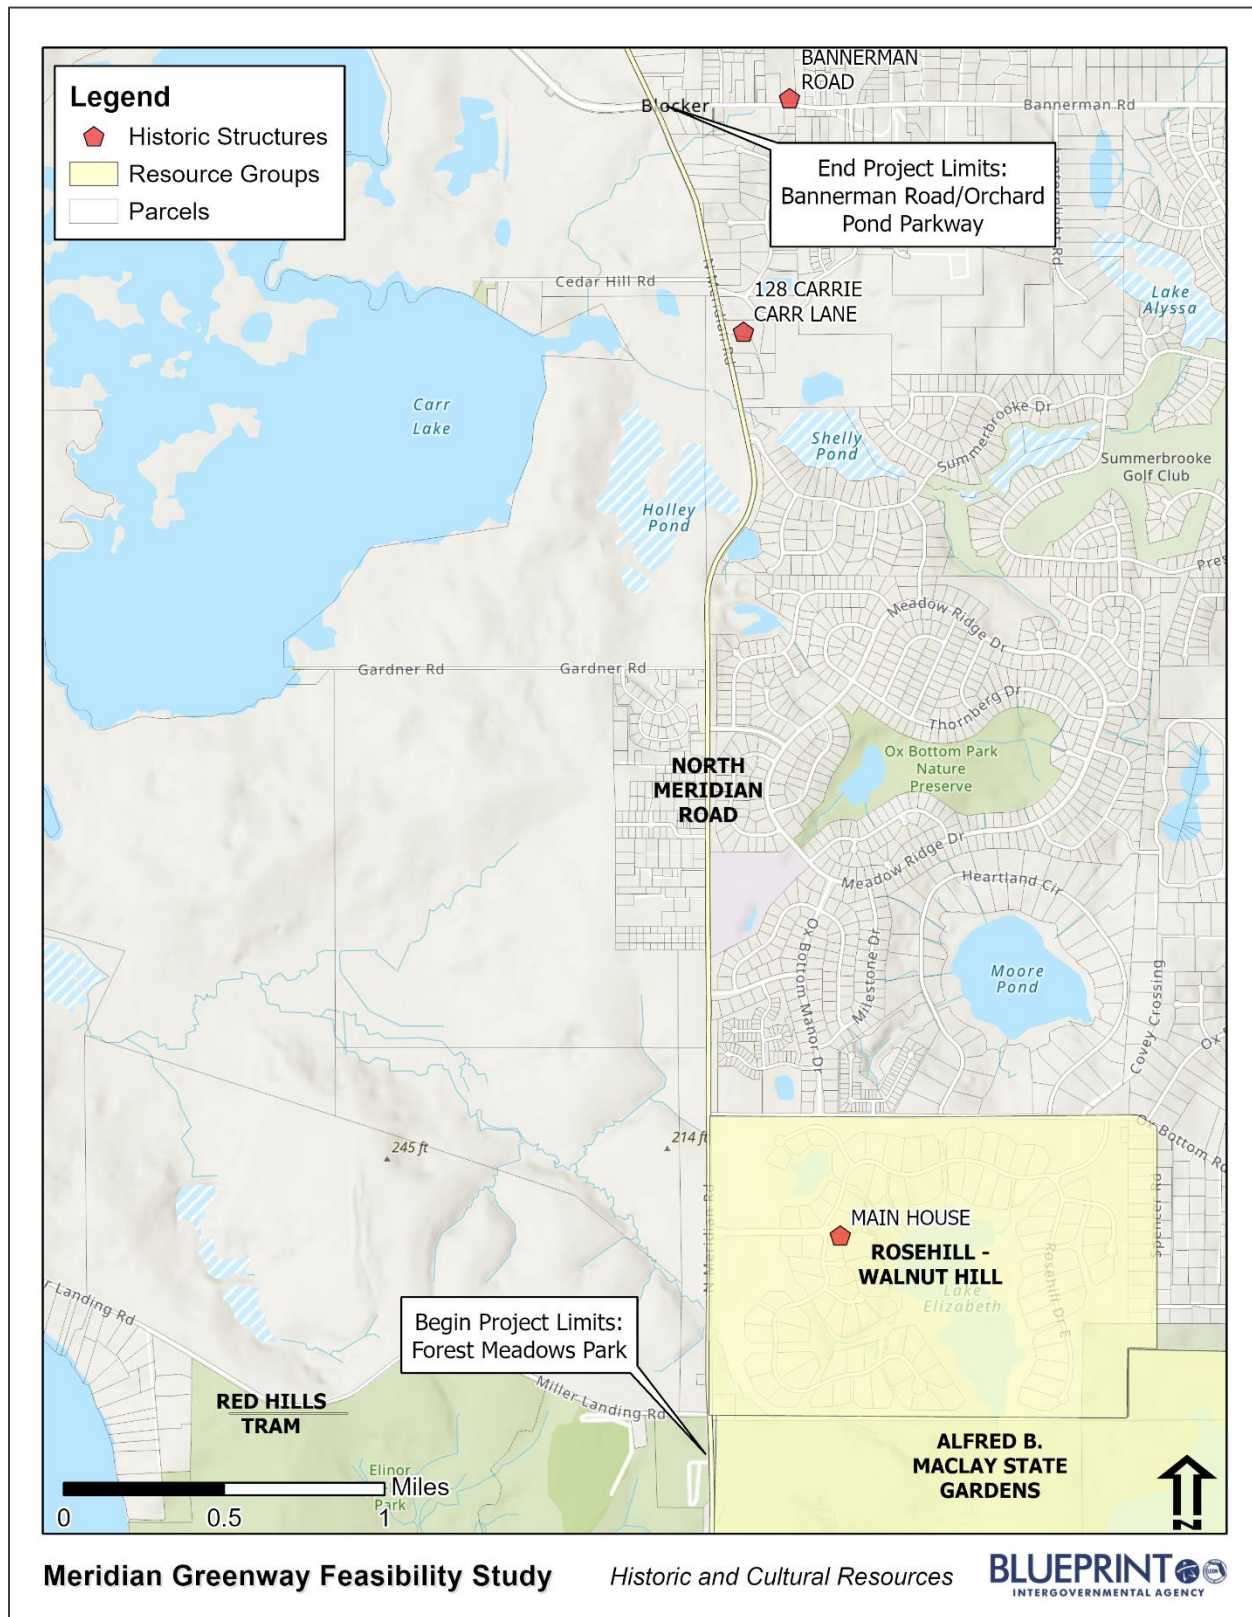 Legend
Historic Structures
Resource Groups
Parcels
BANNERMAN
ROAD
Blocker
Bannerman Rd
End Project Limits:
Bannerman Road/Orchard
Pond Parkway
N Meridian Rd
Cedar Hill Rd
128 CARRIE
CARR LANE
Lake
Alyssa
Carr
Lake
Shelly
Pond
Summerbrooke Dr
Summerbrooke
Golf Club
Holley
Pond
Pres
Meadow Ridge Dr
Gardner Rd
Gardner Rd
Thornberg Dr
Ox Bottom Park
Nature
Preserve
NORTH
MERIDIAN
ROAD
Meadow Ridge Dr
Heartland Cir
Ox Bottom Manor Dr
Milestone Dr
Moore
Pond
Covey Crossing
Ox B
245 ft
214 ft
Ox Bottom Rd
N Meridian Rd
MAIN HOUSE
ROSEHILL -
WALNUT HILL
Lake
Elizabeth
Rosehill Dr E
Spencer Rd
r Landing Rd
Begin Project Limits:
Forest Meadows Park
Miller Landing Rd
RED HILLS
TRAM
ALFRED B.
MACLAY STATE
GARDENS
Elinor
Park
Miles
0 0.5 1
N
Meridian Greenway Feasibility Study
Historic and Cultural Resources
BLUEPRINT
INTERGOVERNMENTAL AGENCY